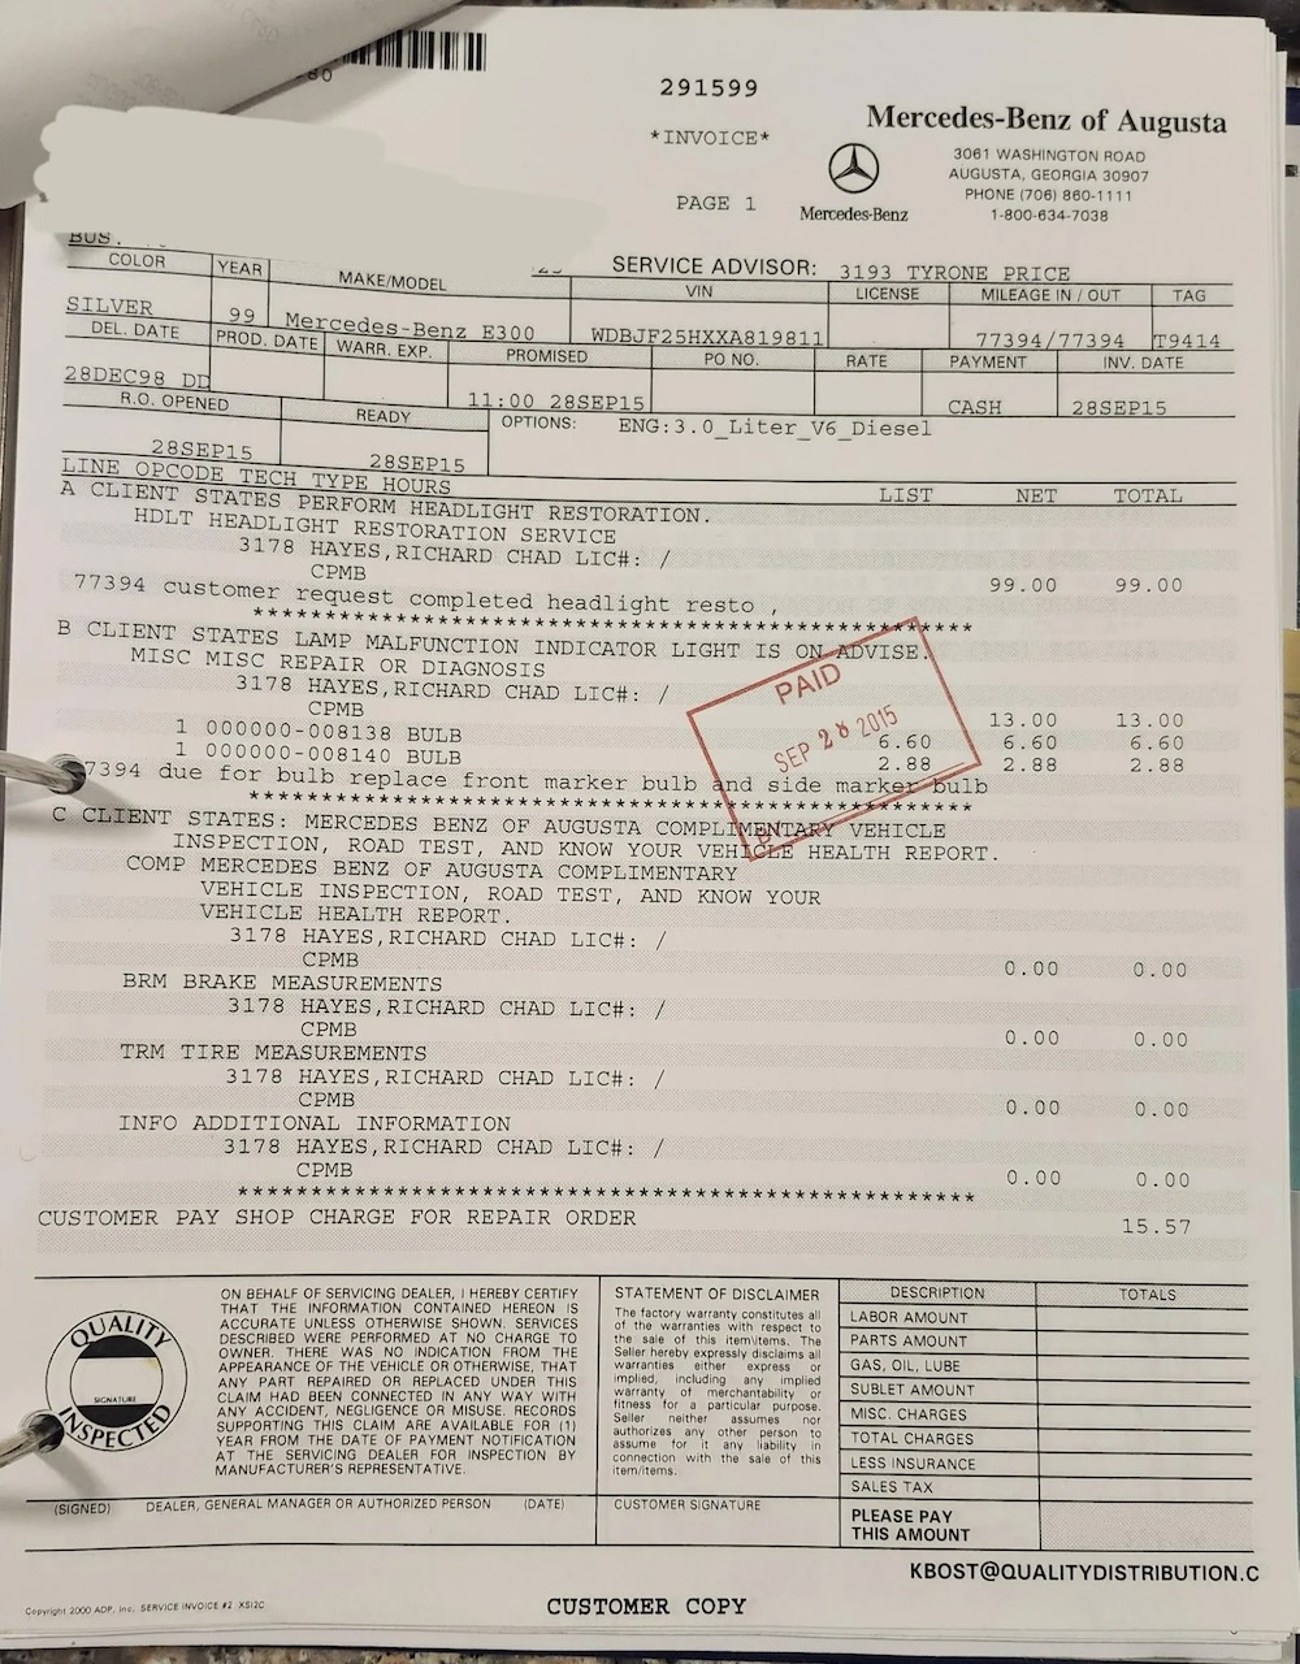 80
291599
*INVOICE*
PAGE 1
Mercedes-Benz of Augusta
3061 WASHINGTON ROAD
AUGUSTA, GEORGIA 30907
PHONE (706) 860-1111
1-800-634-7038
Mercedes-Benz
BUS.
SERVICE ADVISOR: 3193 TYRONE PRICE
COLOR YEAR MAKE/MODEL VIN LICENSE MILEAGE IN / OUT TAG
SILVER 99 Mercedes-Benz E300 WDBJF25HXXA819811 77394/77394 T9414
DEL. DATE PROD. DATE WARR. EXP. PROMISED PO NO. RATE PAYMENT INV. DATE
28DEC98 DD 11:00 28SEP15 CASH 28SEP15
R.O. OPENED READY OPTIONS: ENG:3.0_Liter_V6_Diesel
28SEP15 28SEP15
LINE OPCODE TECH TYPE HOURS LIST NET TOTAL
A CLIENT STATES PERFORM HEADLIGHT RESTORATION.
HDLT HEADLIGHT RESTORATION SERVICE
3178 HAYES,RICHARD CHAD LIC#: /
CPMB 99.00 99.00
77394 customer request completed headlight resto ,
**************************************************
B CLIENT STATES LAMP MALFUNCTION INDICATOR LIGHT IS ON ADVISE.
MISC MISC REPAIR OR DIAGNOSIS
3178 HAYES,RICHARD CHAD LIC#: /
CPMB 13.00 13.00
1 000000-008138 BULB 6.60 6.60 6.60
1 000000-008140 BULB 2.88 2.88 2.88
7394 due for bulb replace front marker bulb and side marker bulb
**************************************************
PAID
SEP 28 2015
BY
C CLIENT STATES: MERCEDES BENZ OF AUGUSTA COMPLIMENTARY VEHICLE
INSPECTION, ROAD TEST, AND KNOW YOUR VEHICLE HEALTH REPORT.
COMP MERCEDES BENZ OF AUGUSTA COMPLIMENTARY
VEHICLE INSPECTION, ROAD TEST, AND KNOW YOUR
VEHICLE HEALTH REPORT.
3178 HAYES,RICHARD CHAD LIC#: /
CPMB 0.00 0.00
BRM BRAKE MEASUREMENTS
3178 HAYES,RICHARD CHAD LIC#: /
CPMB 0.00 0.00
TRM TIRE MEASUREMENTS
3178 HAYES,RICHARD CHAD LIC#: /
CPMB 0.00 0.00
INFO ADDITIONAL INFORMATION
3178 HAYES,RICHARD CHAD LIC#: /
CPMB 0.00 0.00
**************************************************
CUSTOMER PAY SHOP CHARGE FOR REPAIR ORDER 15.57
QUALITY
SIGNATURE
INSPECTED
ON BEHALF OF SERVICING DEALER, I HEREBY CERTIFY
THAT THE INFORMATION CONTAINED HEREON IS
ACCURATE UNLESS OTHERWISE SHOWN. SERVICES
DESCRIBED WERE PERFORMED AT NO CHARGE TO
OWNER. THERE WAS NO INDICATION FROM THE
APPEARANCE OF THE VEHICLE OR OTHERWISE, THAT
ANY PART REPAIRED OR REPLACED UNDER THIS
CLAIM HAD BEEN CONNECTED IN ANY WAY WITH
ANY ACCIDENT, NEGLIGENCE OR MISUSE. RECORDS
SUPPORTING THIS CLAIM ARE AVAILABLE FOR (1)
YEAR FROM THE DATE OF PAYMENT NOTIFICATION
AT THE SERVICING DEALER FOR INSPECTION BY
MANUFACTURER'S REPRESENTATIVE.
(SIGNED) DEALER, GENERAL MANAGER OR AUTHORIZED PERSON (DATE)
STATEMENT OF DISCLAIMER
The factory warranty constitutes all
of the warranties with respect to
the sale of this item\items. The
Seller hereby expressly disclaims all
warranties either express or
implied, including any implied
warranty of merchantability or
fitness for a particular purpose.
Seller neither assumes nor
authorizes any other person to
assume for it any liability in
connection with the sale of this
item/items.
CUSTOMER SIGNATURE
DESCRIPTION TOTALS
LABOR AMOUNT
PARTS AMOUNT
GAS, OIL, LUBE
SUBLET AMOUNT
MISC. CHARGES
TOTAL CHARGES
LESS INSURANCE
SALES TAX
PLEASE PAY
THIS AMOUNT
KBOST@QUALITYDISTRIBUTION.C
Copyright 2000 ADP, Inc. SERVICE INVOICE #2 XSI2C
CUSTOMER COPY